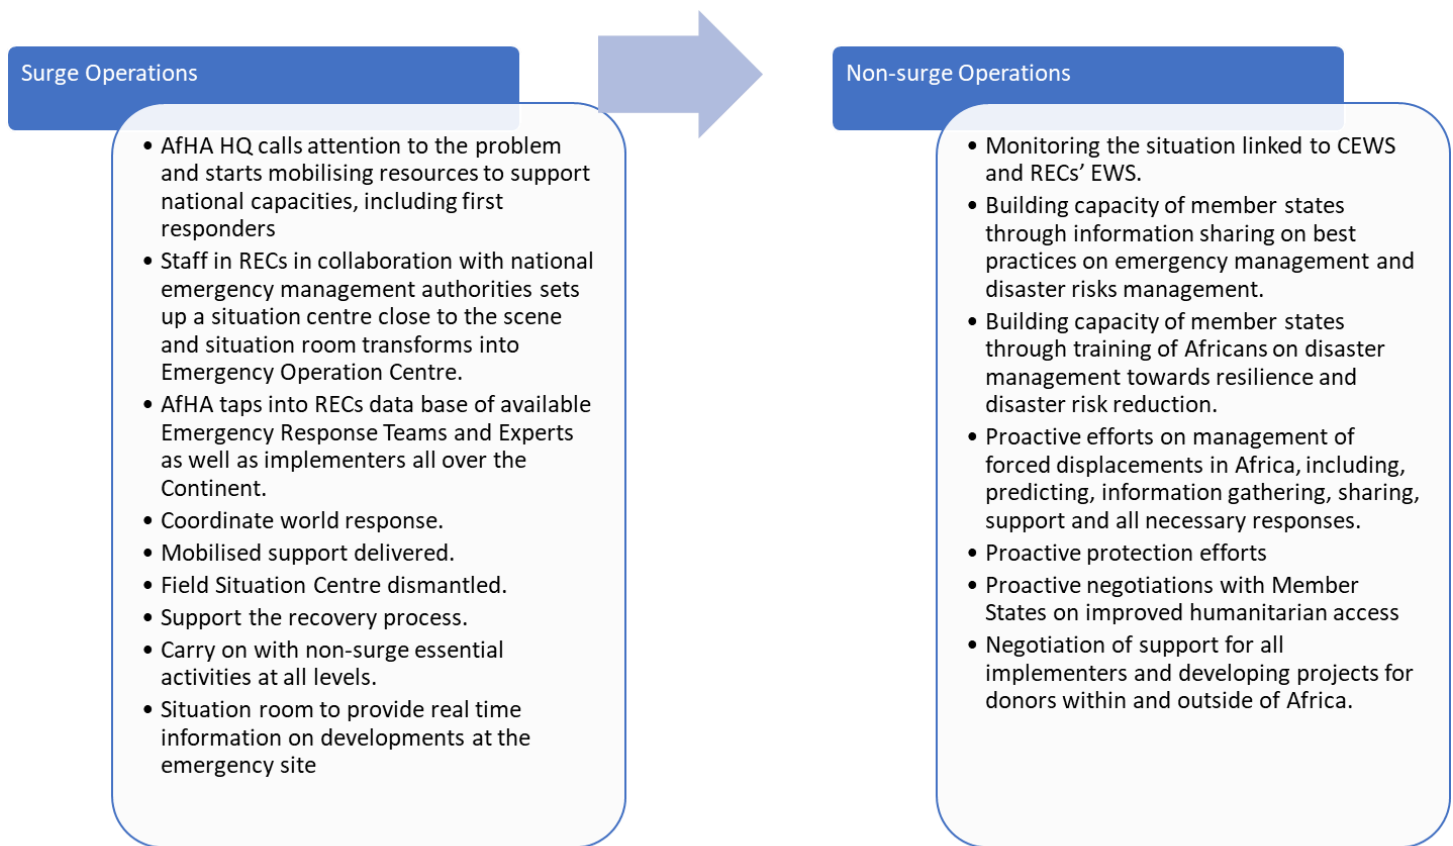 Surge Operations
• AfHA HQ calls attention to the problem
and starts mobilising resources to support
national capacities, including first
responders
• Staff in RECs in collaboration with national
emergency management authorities sets
up a situation centre close to the scene
and situation room transforms into
Emergency Operation Centre.
• AfHA taps into RECs data base of available
Emergency Response Teams and Experts
as well as implementers all over the
Continent.
• Coordinate world response.
• Mobilised support delivered.
• Field Situation Centre dismantled.
• Support the recovery process.
• Carry on with non-surge essential
activities at all levels.
• Situation room to provide real time
information on developments at the
emergency site
Non-surge Operations
• Monitoring the situation linked to CEWS
and RECs’ EWS.
• Building capacity of member states
through information sharing on best
practices on emergency management and
disaster risks management.
• Building capacity of member states
through training of Africans on disaster
management towards resilience and
disaster risk reduction.
• Proactive efforts on management of
forced displacements in Africa, including,
predicting, information gathering, sharing,
support and all necessary responses.
• Proactive protection efforts
• Proactive negotiations with Member
States on improved humanitarian access
• Negotiation of support for all
implementers and developing projects for
donors within and outside of Africa.